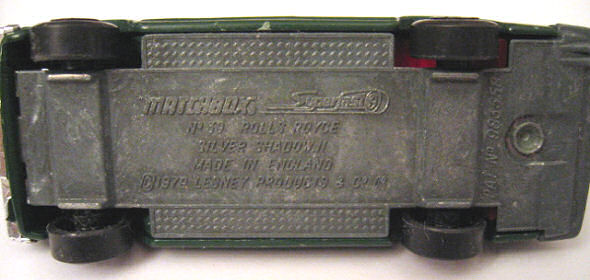 MATCHBOX Superfast
Nº 39 ROLLS ROYCE
SILVER SHADOW II
MADE IN ENGLAND
© 1979 LESNEY PRODUCTS & Cº Lᵀᴰ
PAT Nº